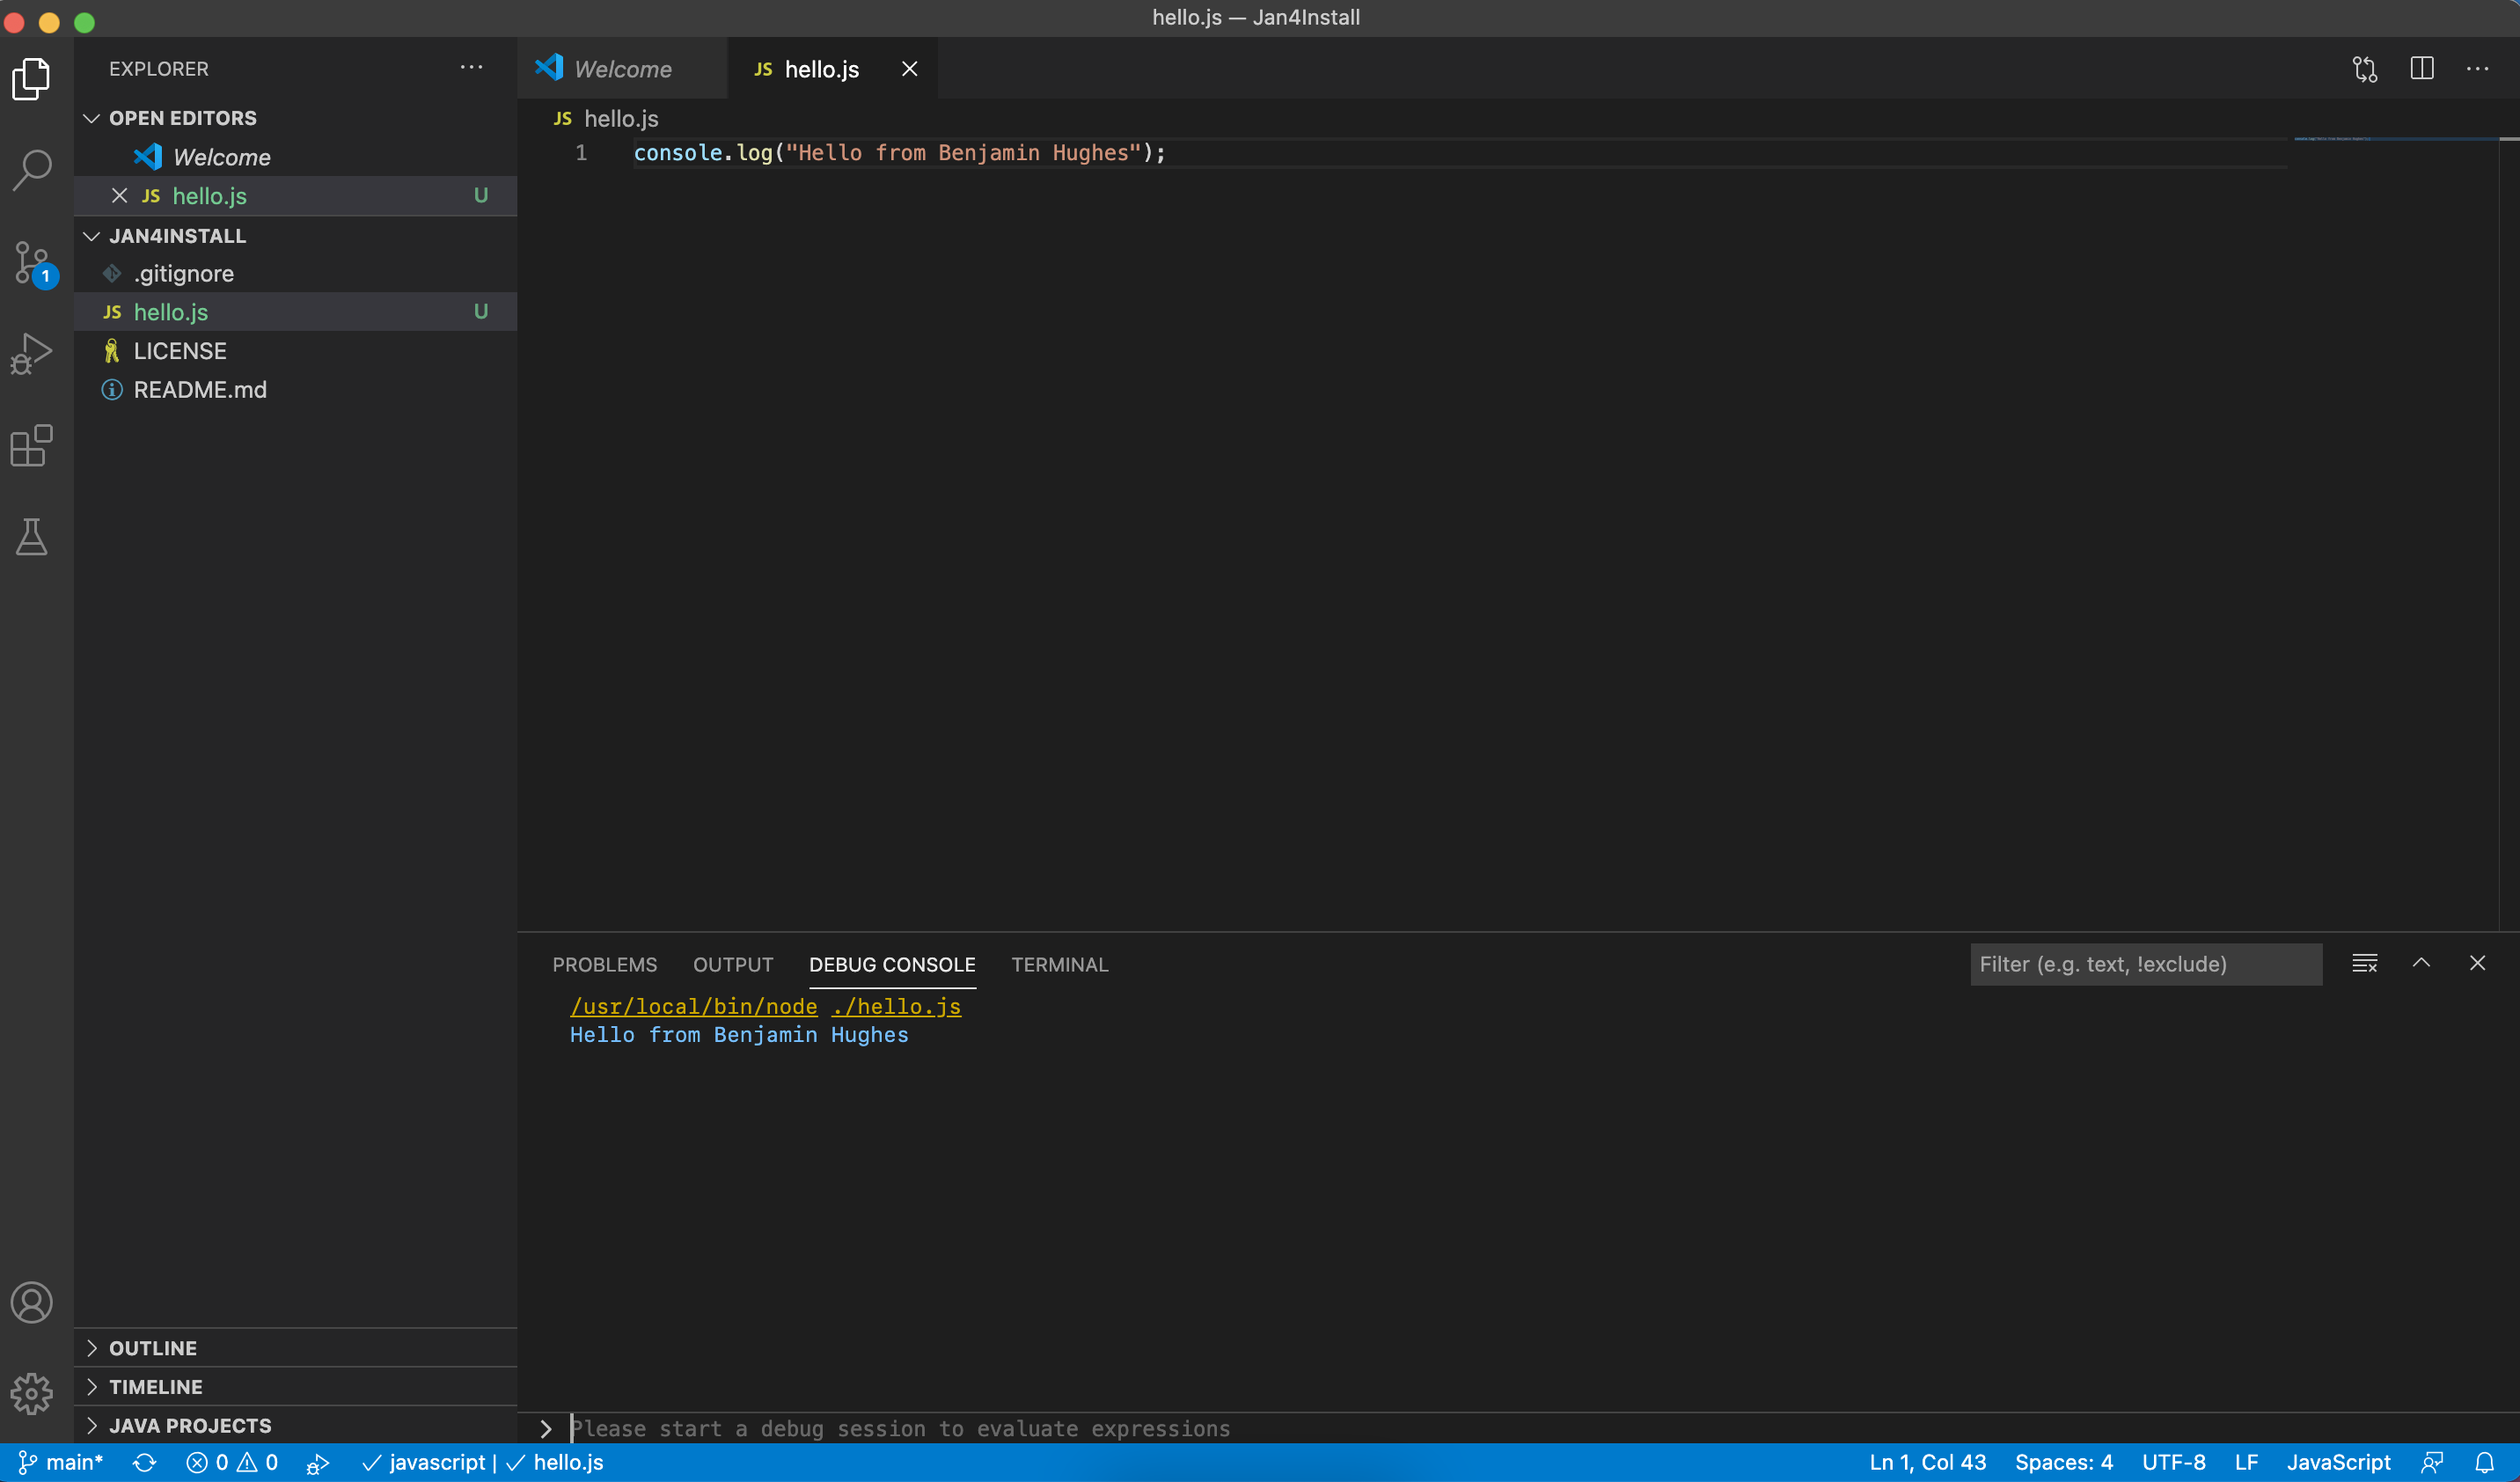 hello.js — Jan4Install
EXPLORER
OPEN EDITORS
Welcome
JS hello.js U
JAN4INSTALL
.gitignore
JS hello.js U
LICENSE
README.md
1
OUTLINE
TIMELINE
JAVA PROJECTS
Welcome
JS hello.js
JS hello.js
1 console.log("Hello from Benjamin Hughes");
PROBLEMS OUTPUT DEBUG CONSOLE TERMINAL
Filter (e.g. text, !exclude)
/usr/local/bin/node ./hello.js
Hello from Benjamin Hughes
Please start a debug session to evaluate expressions
main* 0 0 javascript | hello.js Ln 1, Col 43 Spaces: 4 UTF-8 LF JavaScript